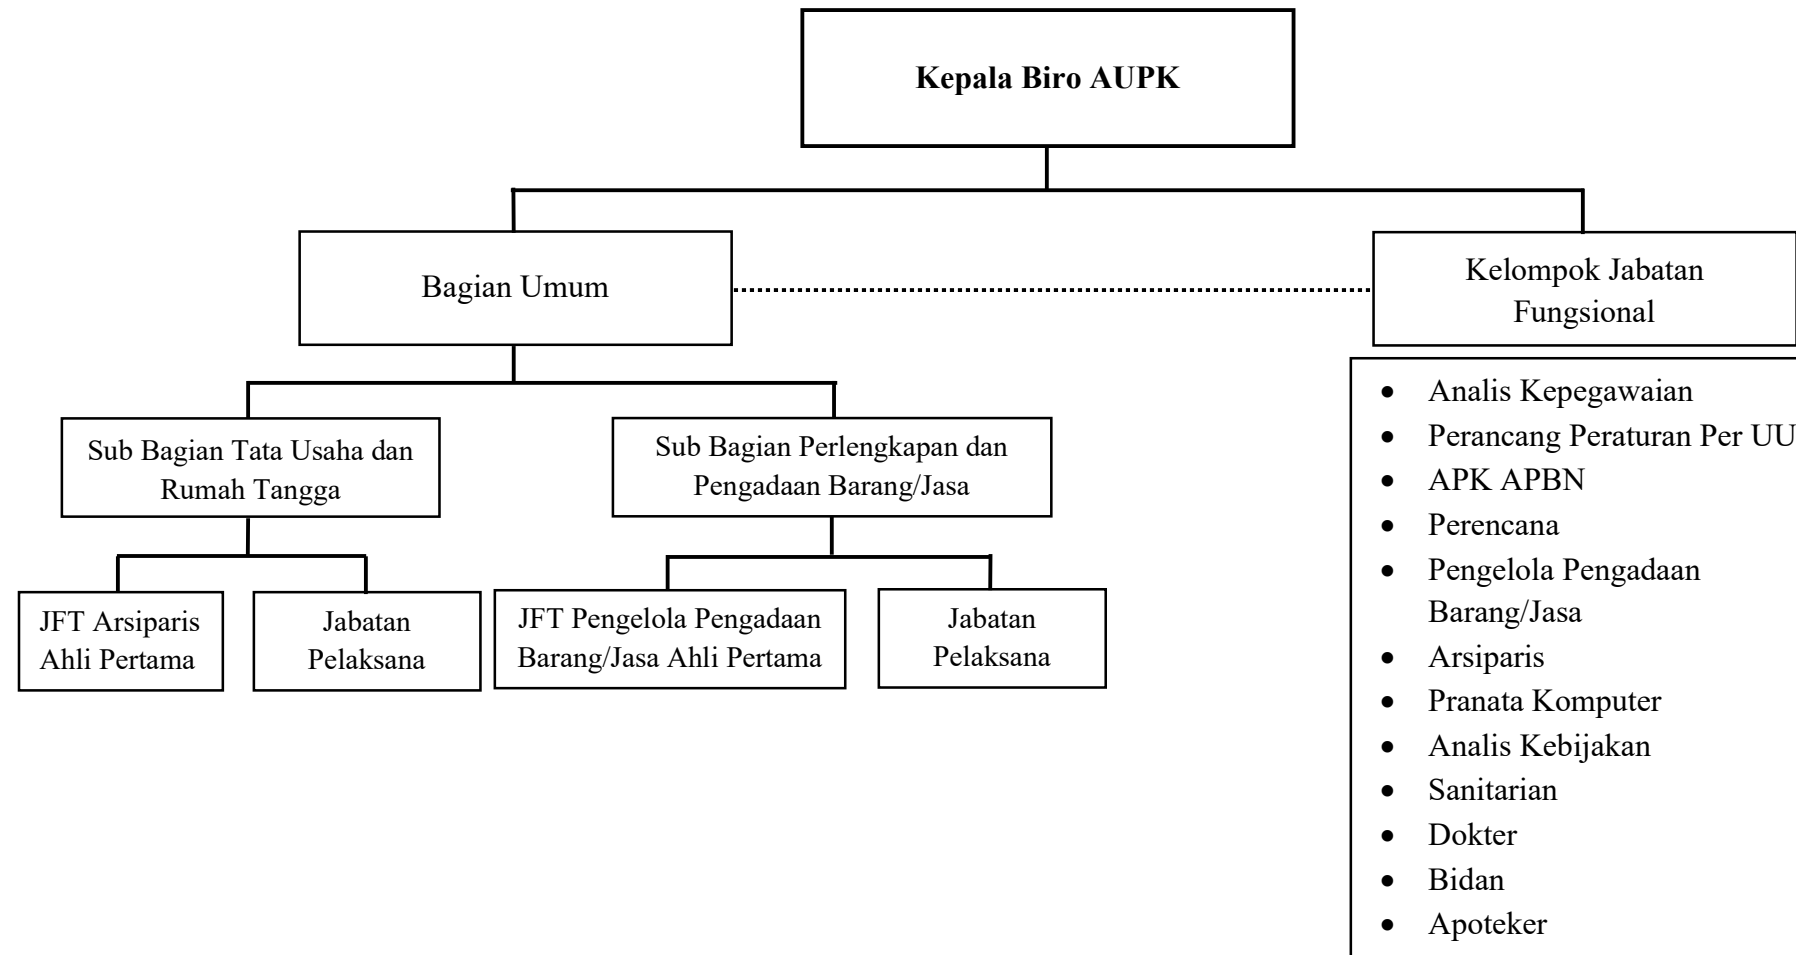 Kepala Biro AUPK
Bagian Umum
Kelompok Jabatan
Fungsional
Sub Bagian Tata Usaha dan
Rumah Tangga
Sub Bagian Perlengkapan dan
Pengadaan Barang/Jasa
JFT Arsiparis
Ahli Pertama
Jabatan
Pelaksana
JFT Pengelola Pengadaan
Barang/Jasa Ahli Pertama
Jabatan
Pelaksana
• Analis Kepegawaian
• Perancang Peraturan Per UU
• APK APBN
• Perencana
• Pengelola Pengadaan
Barang/Jasa
• Arsiparis
• Pranata Komputer
• Analis Kebijakan
• Sanitarian
• Dokter
• Bidan
• Apoteker